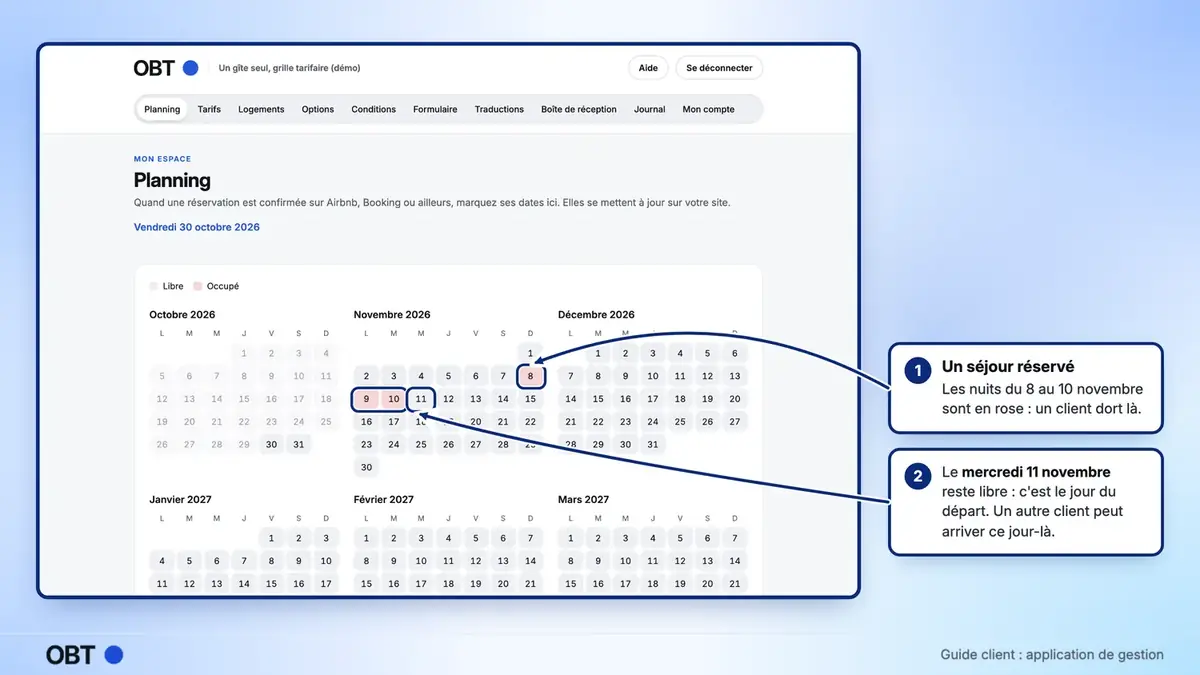 OBT
Un gîte seul, grille tarifaire (démo)
Aide
Se déconnecter
Planning Tarifs Logements Options Conditions Formulaire Traductions Boîte de réception Journal Mon compte
MON ESPACE
Planning
Quand une réservation est confirmée sur Airbnb, Booking ou ailleurs, marquez ses dates ici. Elles se mettent à jour sur votre site.
Vendredi 30 octobre 2026
Libre Occupé
Octobre 2026
L M M J V S D
1 2 3 4
5 6 7 8 9 10 11
12 13 14 15 16 17 18
19 20 21 22 23 24 25
26 27 28 29 30 31
Novembre 2026
L M M J V S D
1
2 3 4 5 6 7 8
9 10 11 12 13 14 15
16 17 18 19 20 21 22
23 24 25 26 27 28 29
30
Décembre 2026
L M M J V S D
1 2 3 4 5 6
7 8 9 10 11 12 13
14 15 16 17 18 19 20
21 22 23 24 25 26 27
28 29 30 31
Janvier 2027
L M M J V S D
1 2 3
4 5 6 7 8 9 10
11 12 13 14 15 16 17
Février 2027
L M M J V S D
1 2 3 4 5 6 7
8 9 10 11 12 13 14
15 16 17 18 19 20 21
Mars 2027
L M M J V S D
1 2 3 4 5 6 7
8 9 10 11 12 13 14
15 16 17 18 19 20 21
1 Un séjour réservé
Les nuits du 8 au 10 novembre
sont en rose : un client dort là.
2 Le mercredi 11 novembre
reste libre : c'est le jour du
départ. Un autre client peut
arriver ce jour-là.
OBT
Guide client : application de gestion